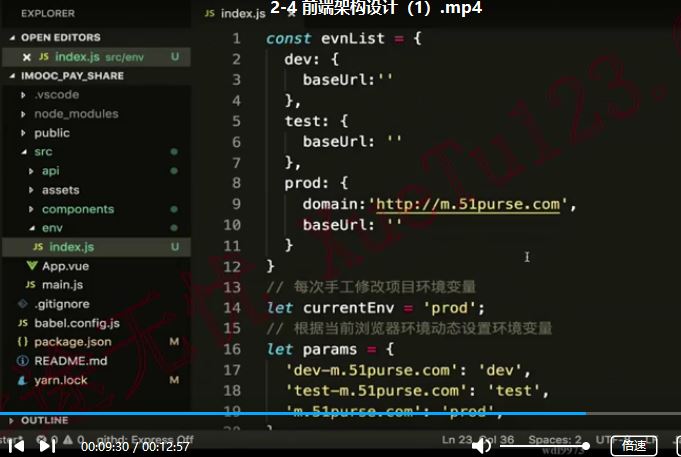 2-4 前端架构设计（1）.mp4
EXPLORER
OPEN EDITORS
JS index.js src/env U
IMOOC_PAY_SHARE
.vscode
node_modules
public
src
api
assets
components
env
JS index.js U
App.vue
JS main.js
.gitignore
babel.config.js
{} package.json M
README.md
yarn.lock M
OUTLINE
JS index.js
1 const evnList = {
2 dev: {
3 baseUrl:''
4 },
5 test: {
6 baseUrl: ''
7 },
8 prod: {
9 domain:'http://m.51purse.com',
10 baseUrl: ''
11 }
12 }
13 // 每次手工修改项目环境变量
14 let currentEnv = 'prod';
15 // 根据当前浏览器环境动态设置环境变量
16 let params = {
17 'dev-m.51purse.com': 'dev',
18 'test-m.51purse.com': 'test',
19 'm.51purse.com': 'prod',
0 0 githd: Express Off
Ln 23, Col 36 Spaces: 2 UTF-8 LF
00:09:30 / 00:12:57
倍速